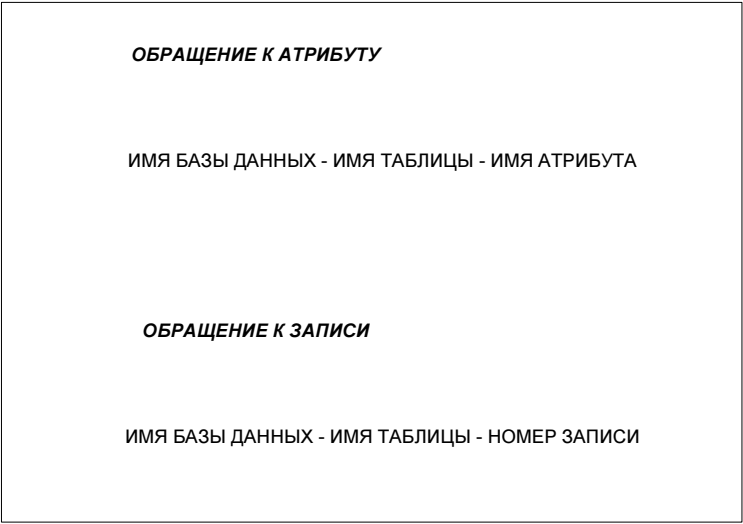 ОБРАЩЕНИЕ К АТРИБУТУ
ИМЯ БАЗЫ ДАННЫХ - ИМЯ ТАБЛИЦЫ - ИМЯ АТРИБУТА
ОБРАЩЕНИЕ К ЗАПИСИ
ИМЯ БАЗЫ ДАННЫХ - ИМЯ ТАБЛИЦЫ - НОМЕР ЗАПИСИ